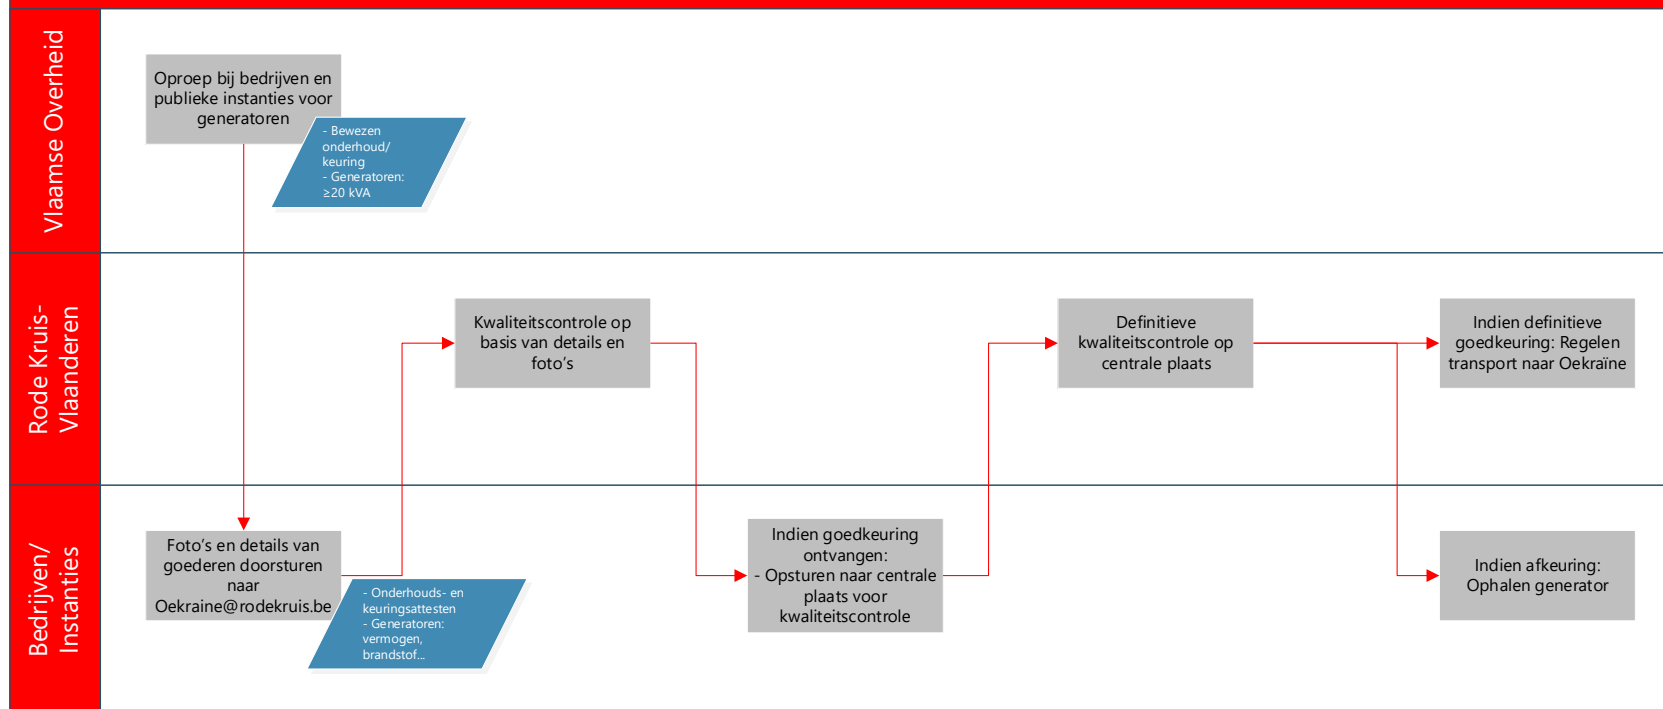 Vlaamse Overheid
Oproep bij bedrijven en
publieke instanties voor
generatoren
- Bewezen
onderhoud/
keuring
- Generatoren:
≥20 kVA
Rode Kruis-
Vlaanderen
Kwaliteitscontrole op
basis van details en
foto's
Definitieve
kwaliteitscontrole op
centrale plaats
Indien definitieve
goedkeuring: Regelen
transport naar Oekraïne
Bedrijven/
Instanties
Foto's en details van
goederen doorsturen
naar
Oekraine@rodekruis.be
- Onderhouds- en
keuringsattesten
- Generatoren:
vermogen,
brandstof...
Indien goedkeuring
ontvangen:
- Opsturen naar centrale
plaats voor
kwaliteitscontrole
Indien afkeuring:
Ophalen generator